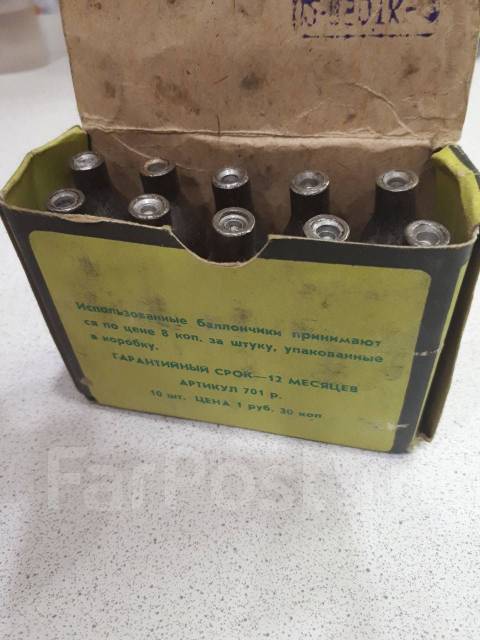 Использованные баллончики принимают
ся по цене 8 коп. за штуку, упакованные
в коробку.
ГАРАНТИЙНЫЙ СРОК—12 МЕСЯЦЕВ
АРТИКУЛ 701 р.
10 шт. ЦЕНА 1 руб. 30 коп
FarPost